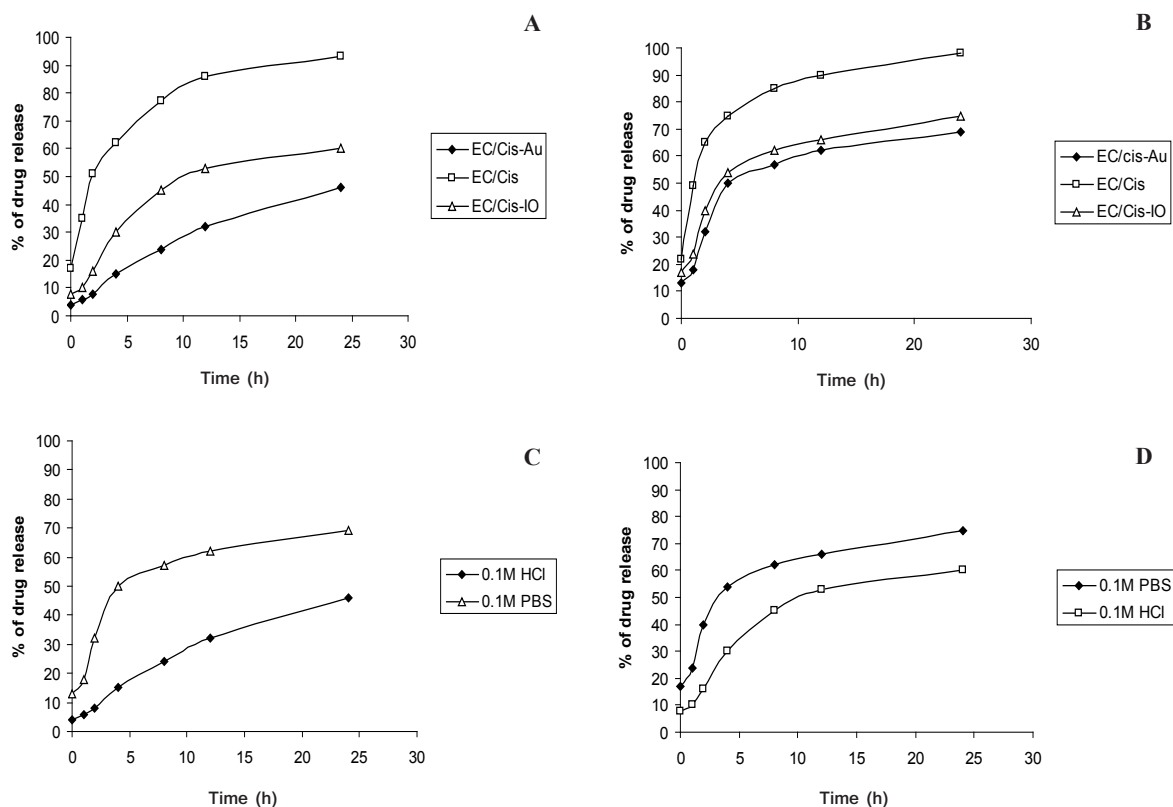 A
% of drug release
100
90
80
70
60
50
40
30
20
10
0
0 5 10 15 20 25 30
Time (h)
EC/Cis-Au
EC/Cis
EC/Cis-IO
B
% of drug release
100
90
80
70
60
50
40
30
20
10
0
0 10 20 30
Time (h)
EC/cis-Au
EC/Cis
EC/Cis-IO
C
% of drug release
100
90
80
70
60
50
40
30
20
10
0
0 5 10 15 20 25 30
Time (h)
0.1M HCl
0.1M PBS
D
% of drug release
100
90
80
70
60
50
40
30
20
10
0
0 5 10 15 20 25 30
Time (h)
0.1M PBS
0.1M HCl